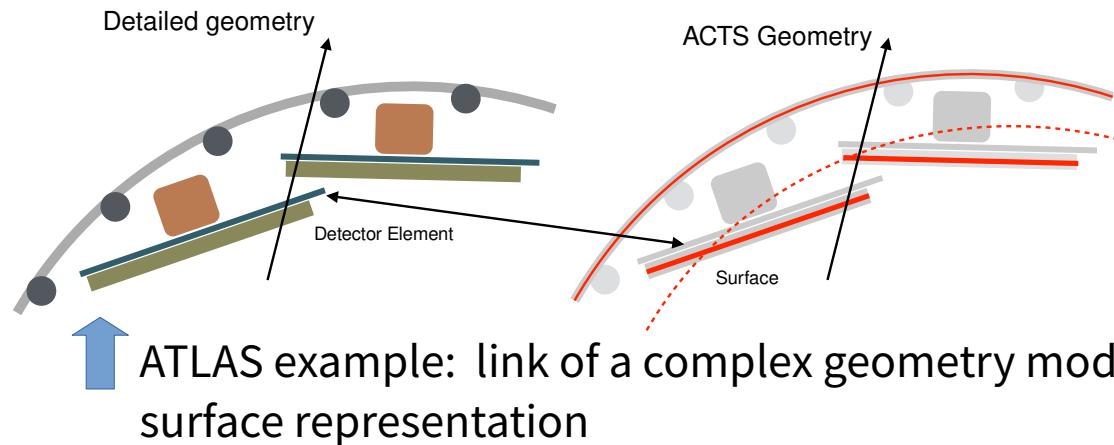 Detailed geometry
ACTS Geometry
Detector Element
Surface
ATLAS example: link of a complex geometry mod
surface representation